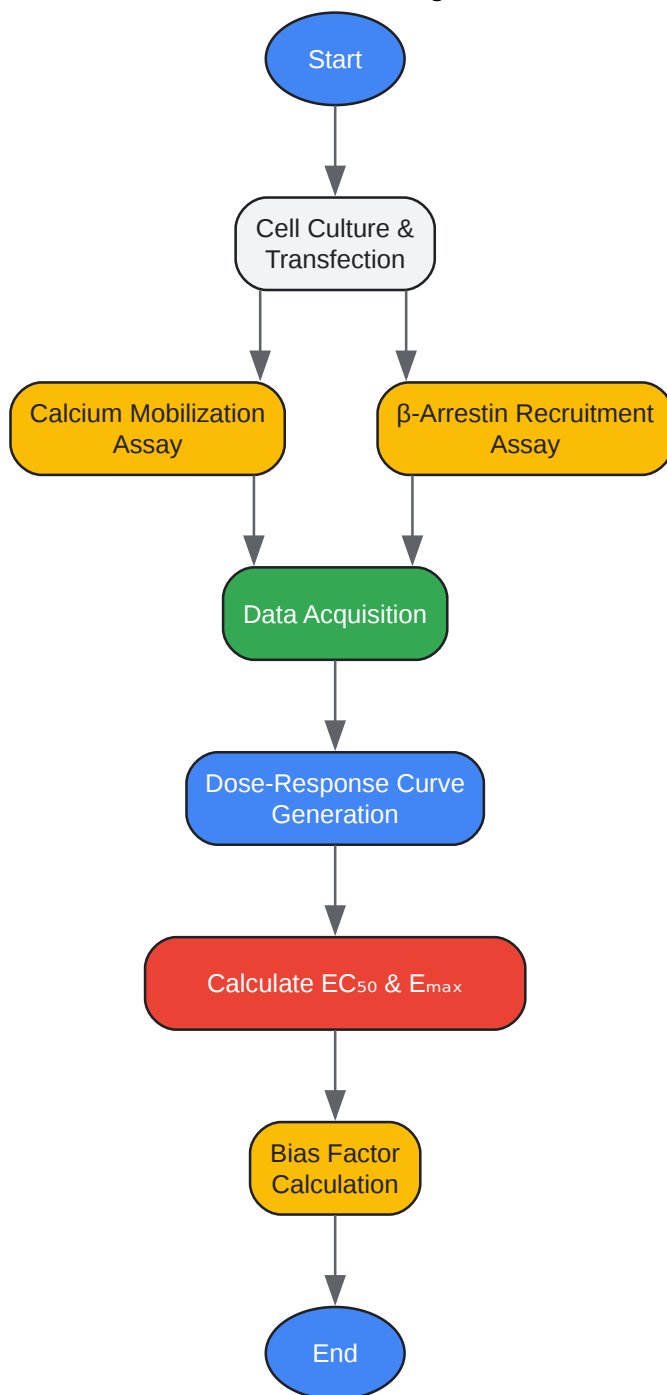 Start
Cell Culture &
Transfection
Calcium Mobilization
Assay
β-Arrestin Recruitment
Assay
Data Acquisition
Dose-Response Curve
Generation
Calculate EC₅₀ & Eₘₐₓ
Bias Factor
Calculation
End